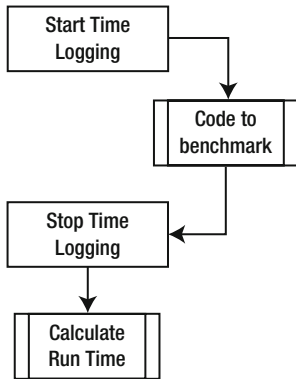 Start Time
Logging
Code to
benchmark
Stop Time
Logging
Calculate
Run Time